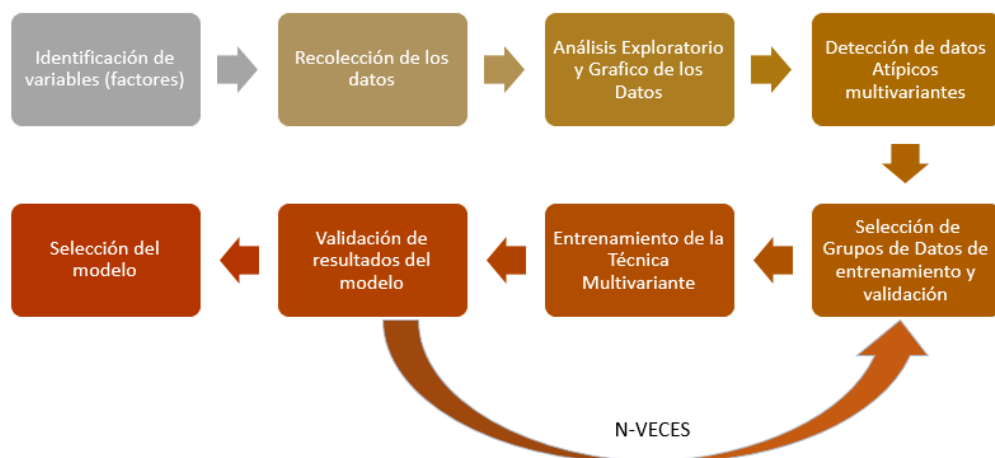 Identificación de
variables (factores)
Recolección de los
datos
Análisis Exploratorio
y Grafico de los
Datos
Detección de datos
Atípicos
multivariantes
Selección del
modelo
Validación de
resultados del
modelo
Entrenamiento de la
Técnica
Multivariante
Selección de
Grupos de Datos de
entrenamiento y
validación
N-VECES